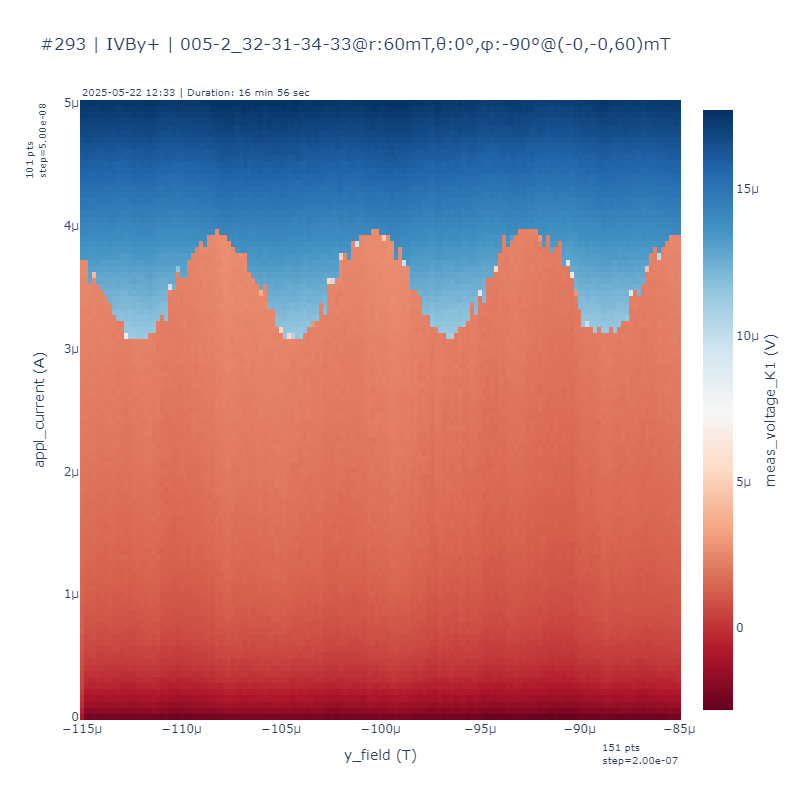 #293 | IVBy+ | 005-2_32-31-34-33@r:60mT,θ:0°,φ:-90°@(-0,-0,60)mT
2025-05-22 12:33 | Duration: 16 min 56 sec
101 pts
step=5.00e-08
5μ
4μ
3μ
2μ
1μ
0
appl_current (A)
−115μ
−110μ
−105μ
−100μ
−95μ
−90μ
−85μ
y_field (T)
151 pts
step=2.00e-07
15μ
10μ
5μ
0
meas_voltage_K1 (V)